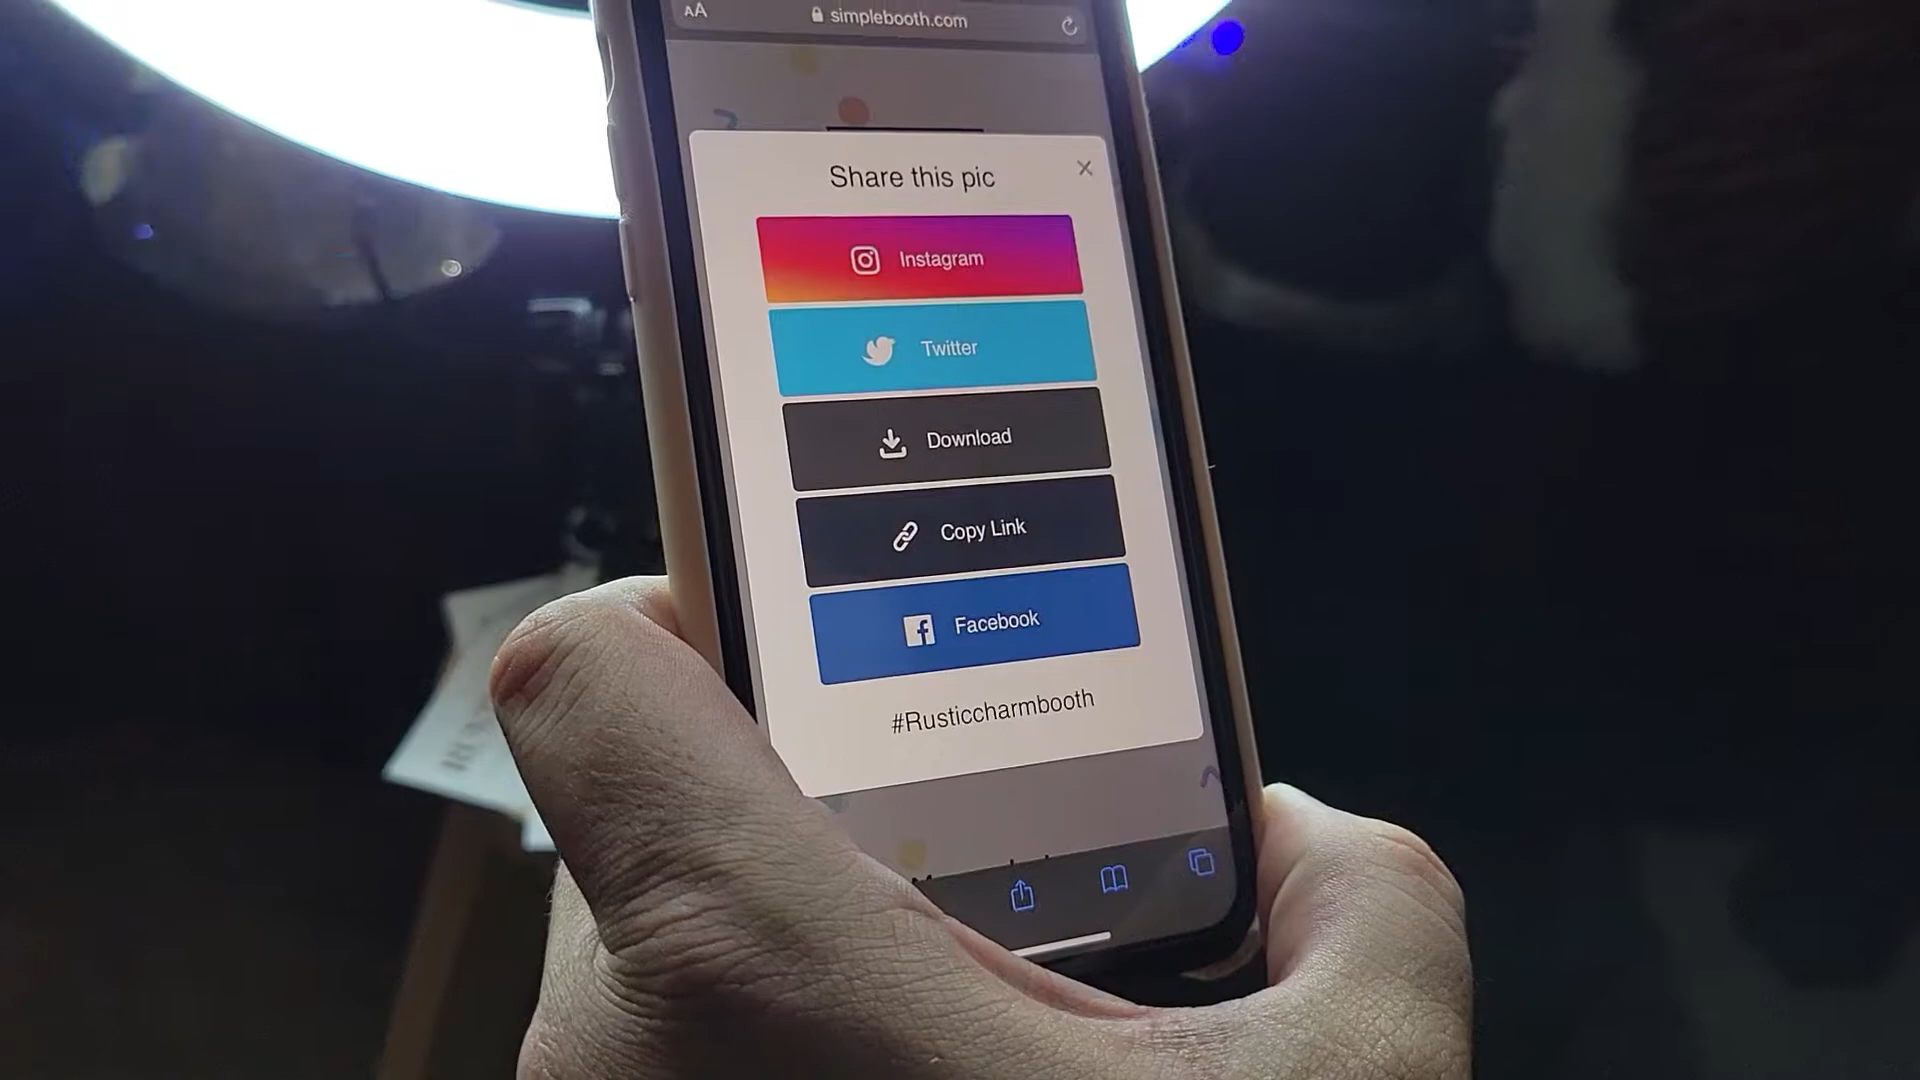 AA simplebooth.com
Share this pic
Instagram
Twitter
Download
Copy Link
Facebook
#Rusticcharmbooth